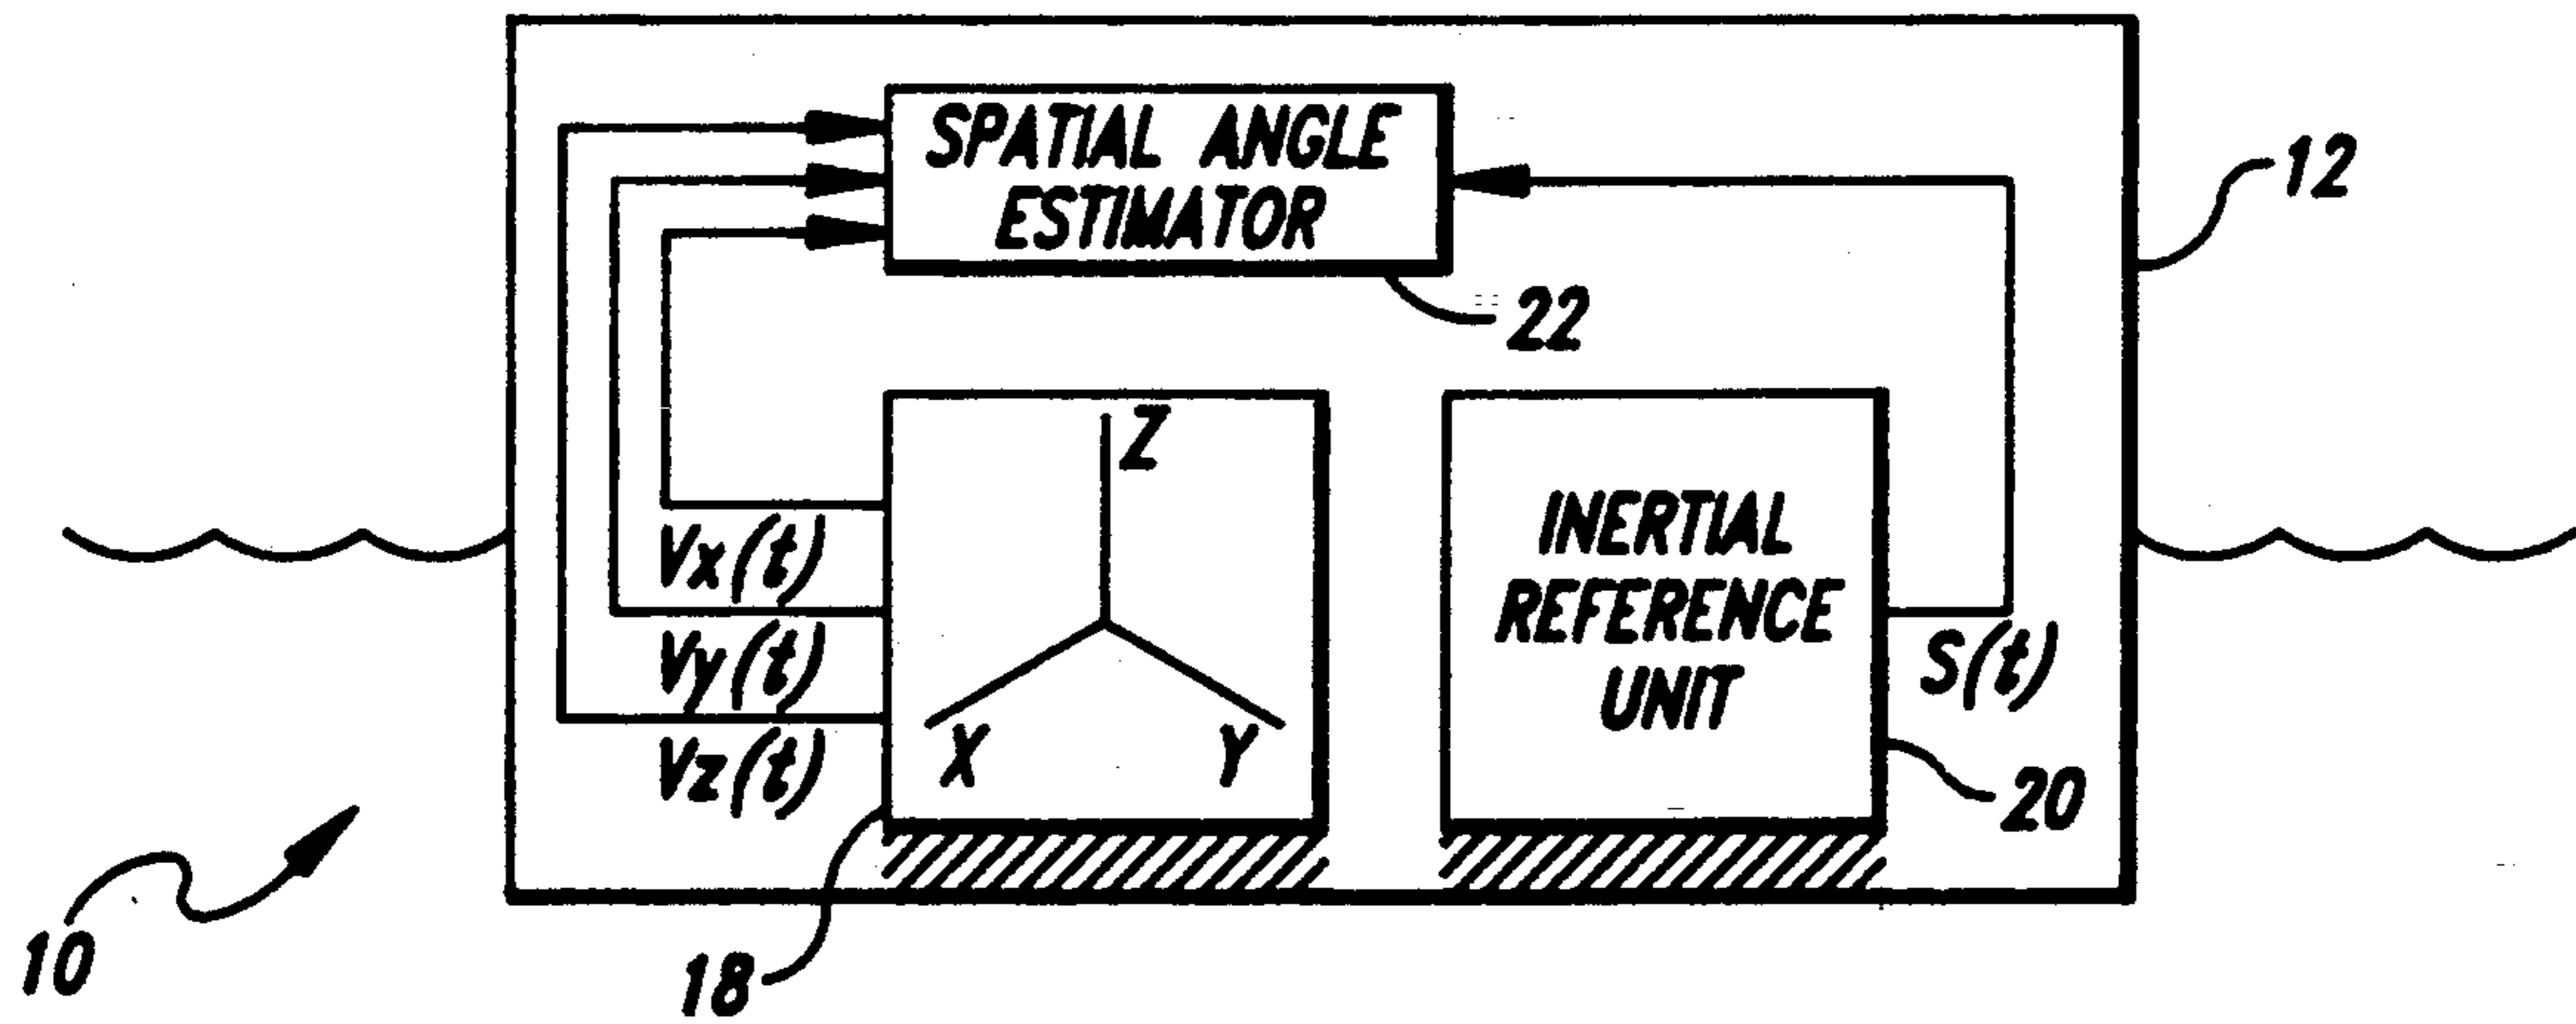 SPATIAL ANGLE
ESTIMATOR
12
22
Z
Vx(t)
INERTIAL
REFERENCE
UNIT
Vy(t)
S(t)
X
Y
Vz(t)
20
10
18